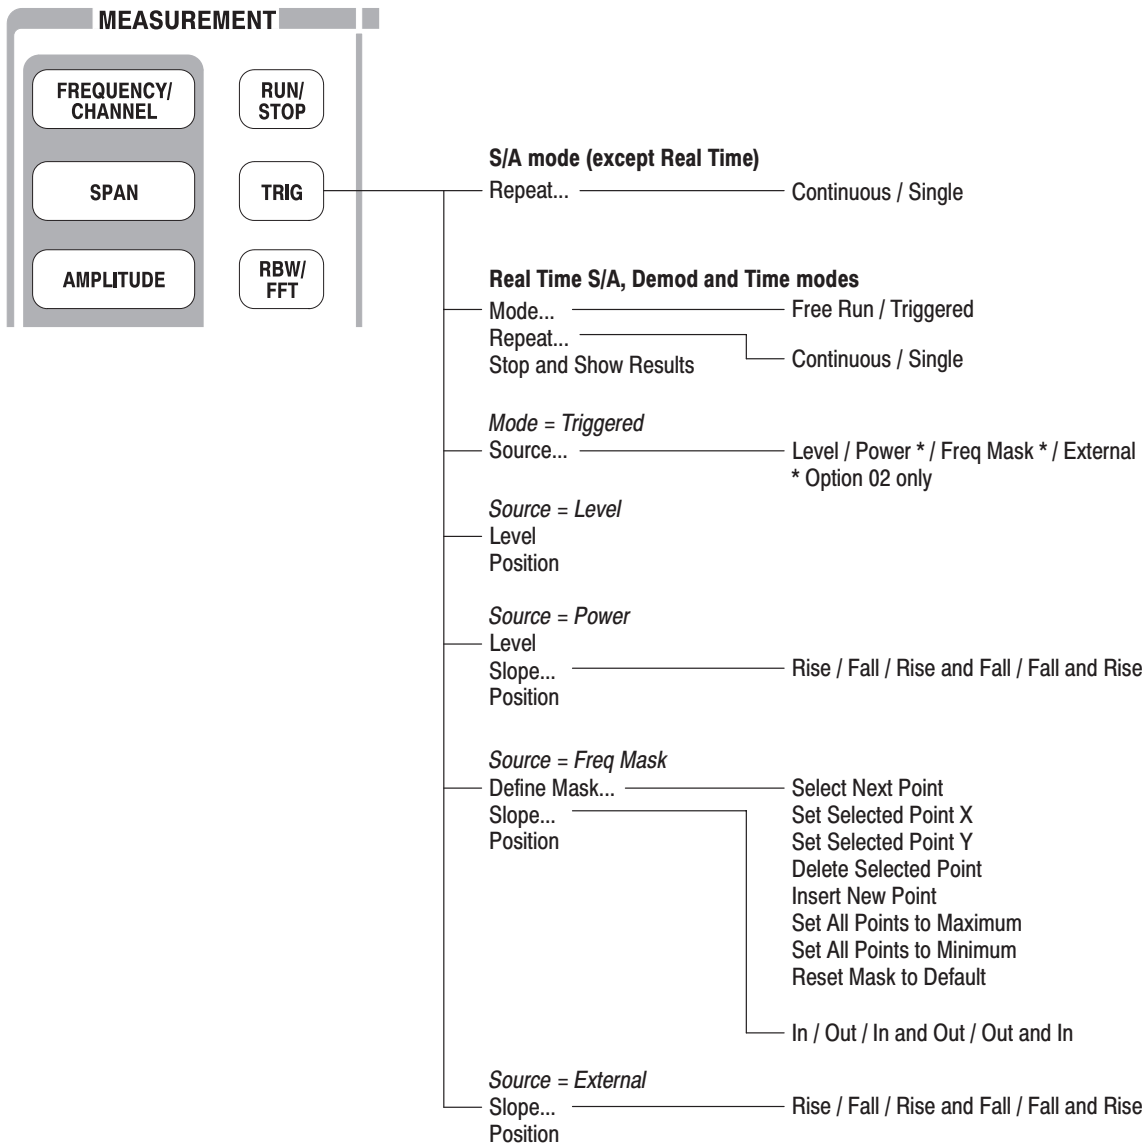 MEASUREMENT
FREQUENCY/
CHANNEL
RUN/
STOP
SPAN
TRIG
AMPLITUDE
RBW/
FFT
S/A mode (except Real Time)
Repeat... Continuous / Single
Real Time S/A, Demod and Time modes
Mode... Free Run / Triggered
Repeat...
Continuous / Single
Stop and Show Results
Mode = Triggered
Source... Level / Power * / Freq Mask * / External
* Option 02 only
Source = Level
Level
Position
Source = Power
Level
Slope... Rise / Fall / Rise and Fall / Fall and Rise
Position
Source = Freq Mask
Define Mask... Select Next Point
Slope... Set Selected Point X
Position Set Selected Point Y
Delete Selected Point
Insert New Point
Set All Points to Maximum
Set All Points to Minimum
Reset Mask to Default
In / Out / In and Out / Out and In
Source = External
Slope... Rise / Fall / Rise and Fall / Fall and Rise
Position